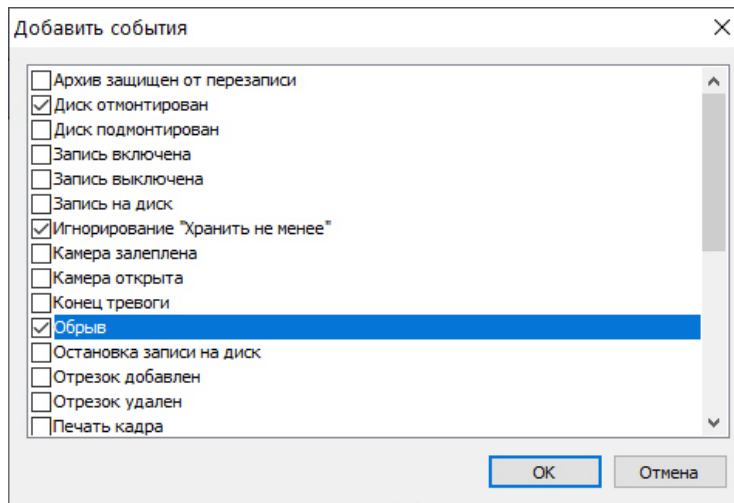 Добавить события
Архив защищен от перезаписи
Диск отмонтирован
Диск подмонтирован
Запись включена
Запись выключена
Запись на диск
Игнорирование "Хранить не менее"
Камера залеплена
Камера открыта
Конец тревоги
Обрыв
Остановка записи на диск
Отрезок добавлен
Отрезок удален
Печать кадра
ОК
Отмена